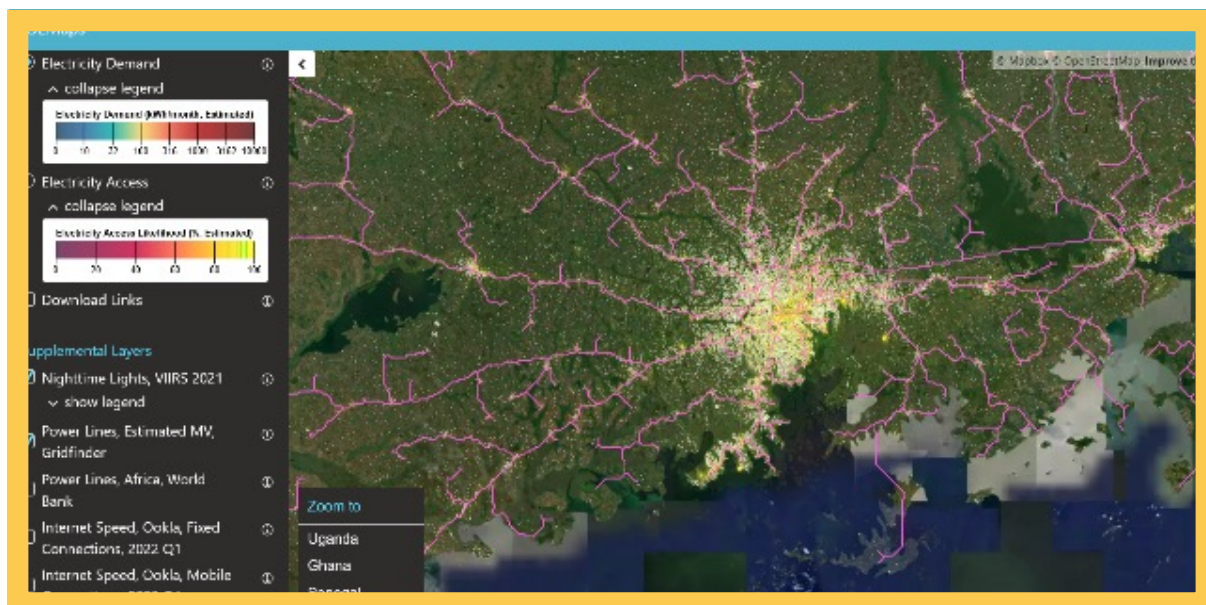 Electricity Demand
collapse legend
Electricity Demand (kWh/month, Estimated)
0 10 32 100 316 1000 3162 10000
Electricity Access
collapse legend
Electricity Access Likelihood (%, Estimated)
0 20 40 60 80 100
Download Links
upplemental Layers
Nighttime Lights, VIIRS 2021
show legend
Power Lines, Estimated MV,
Gridfinder
Power Lines, Africa, World
Bank
Internet Speed, Ookla, Fixed
Connections, 2022 Q1
Internet Speed, Ookla, Mobile
© Mapbox © OpenStreetMap Improve t
Zoom to
Uganda
Ghana